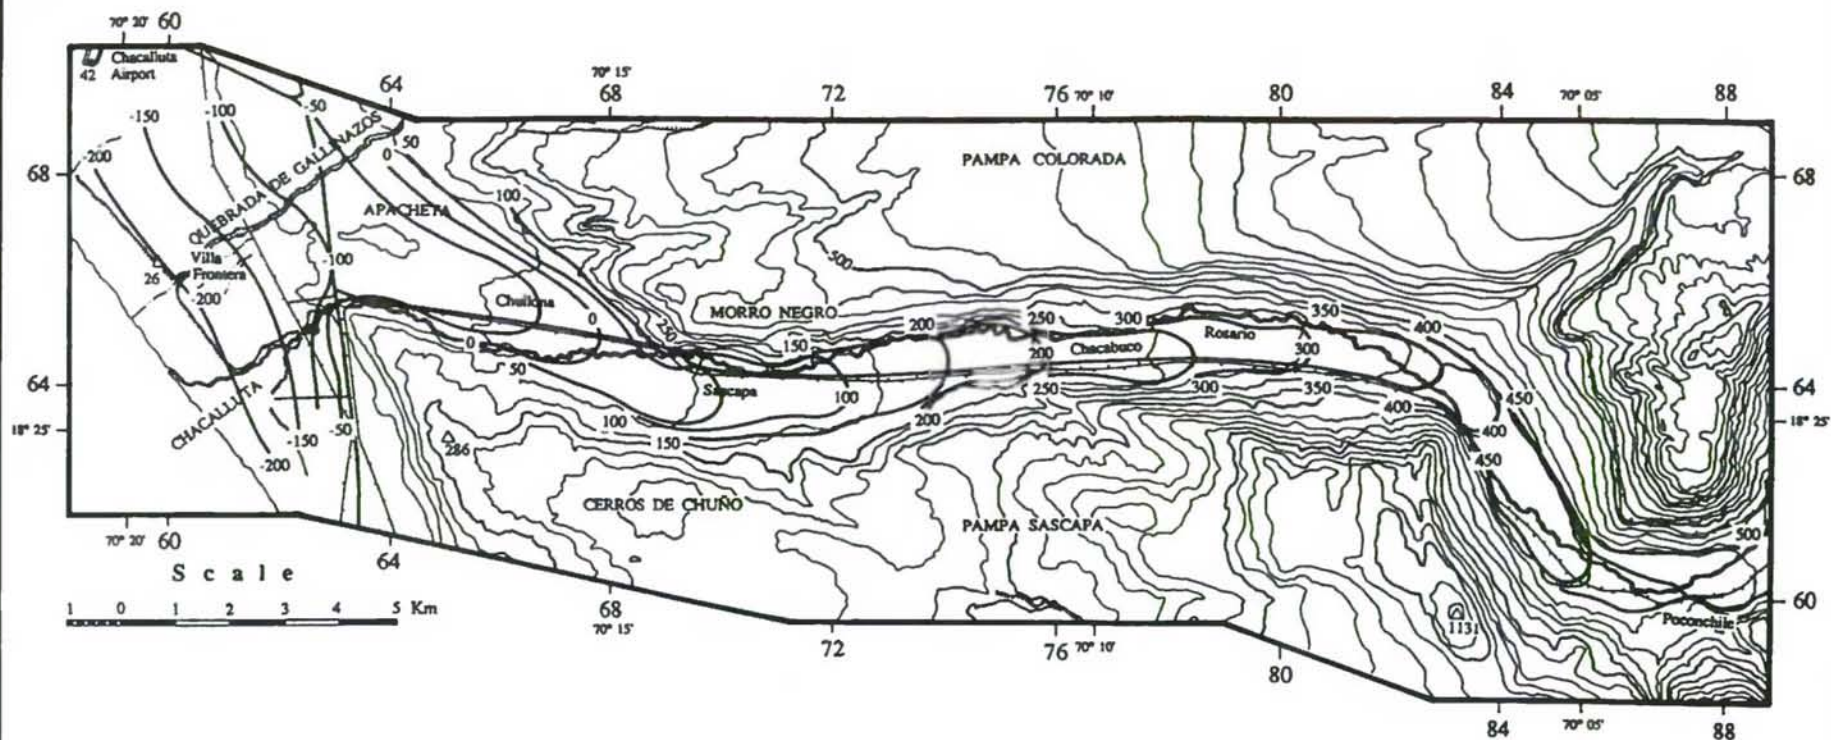 70° 20' 60
42
Chacalluta
Airport
64
70° 15'
68
72
76 70° 10'
80
84 70° 05'
88
-150
-100
-50
-200
68
QUEBRADA DE GALLINAZOS
0
50
100
APACHETA
PAMPA COLORADA
68
Villa
Frontera
26
-200
-100
500
Chuilona
0
0
50
250
MORRO NEGRO
150
200
250
300
350
400
Rosario
Chacabuco
200
300
64
CHACALLUTA
Sascapa
100
250
300
350
400
450
64
18° 25'
-200
-150
-50
100
150
200
400
450
18° 25'
286
CERROS DE CHUÑO
PAMPA SASCAPA
500
70° 20' 60
64
68
70° 15'
72
76 70° 10'
80
1131
Poconchile
60
84
70° 05'
88
Scale
1 0 1 2 3 4 5 Km